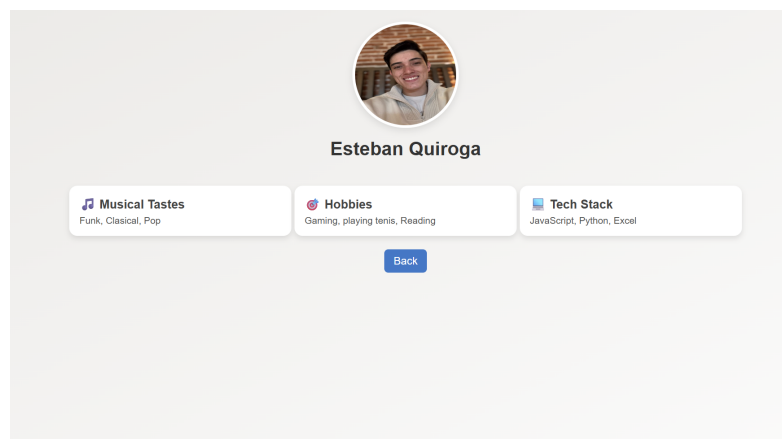 Esteban Quiroga
Musical Tastes
Funk, Clasical, Pop
Hobbies
Gaming, playing tenis, Reading
Tech Stack
JavaScript, Python, Excel
Back